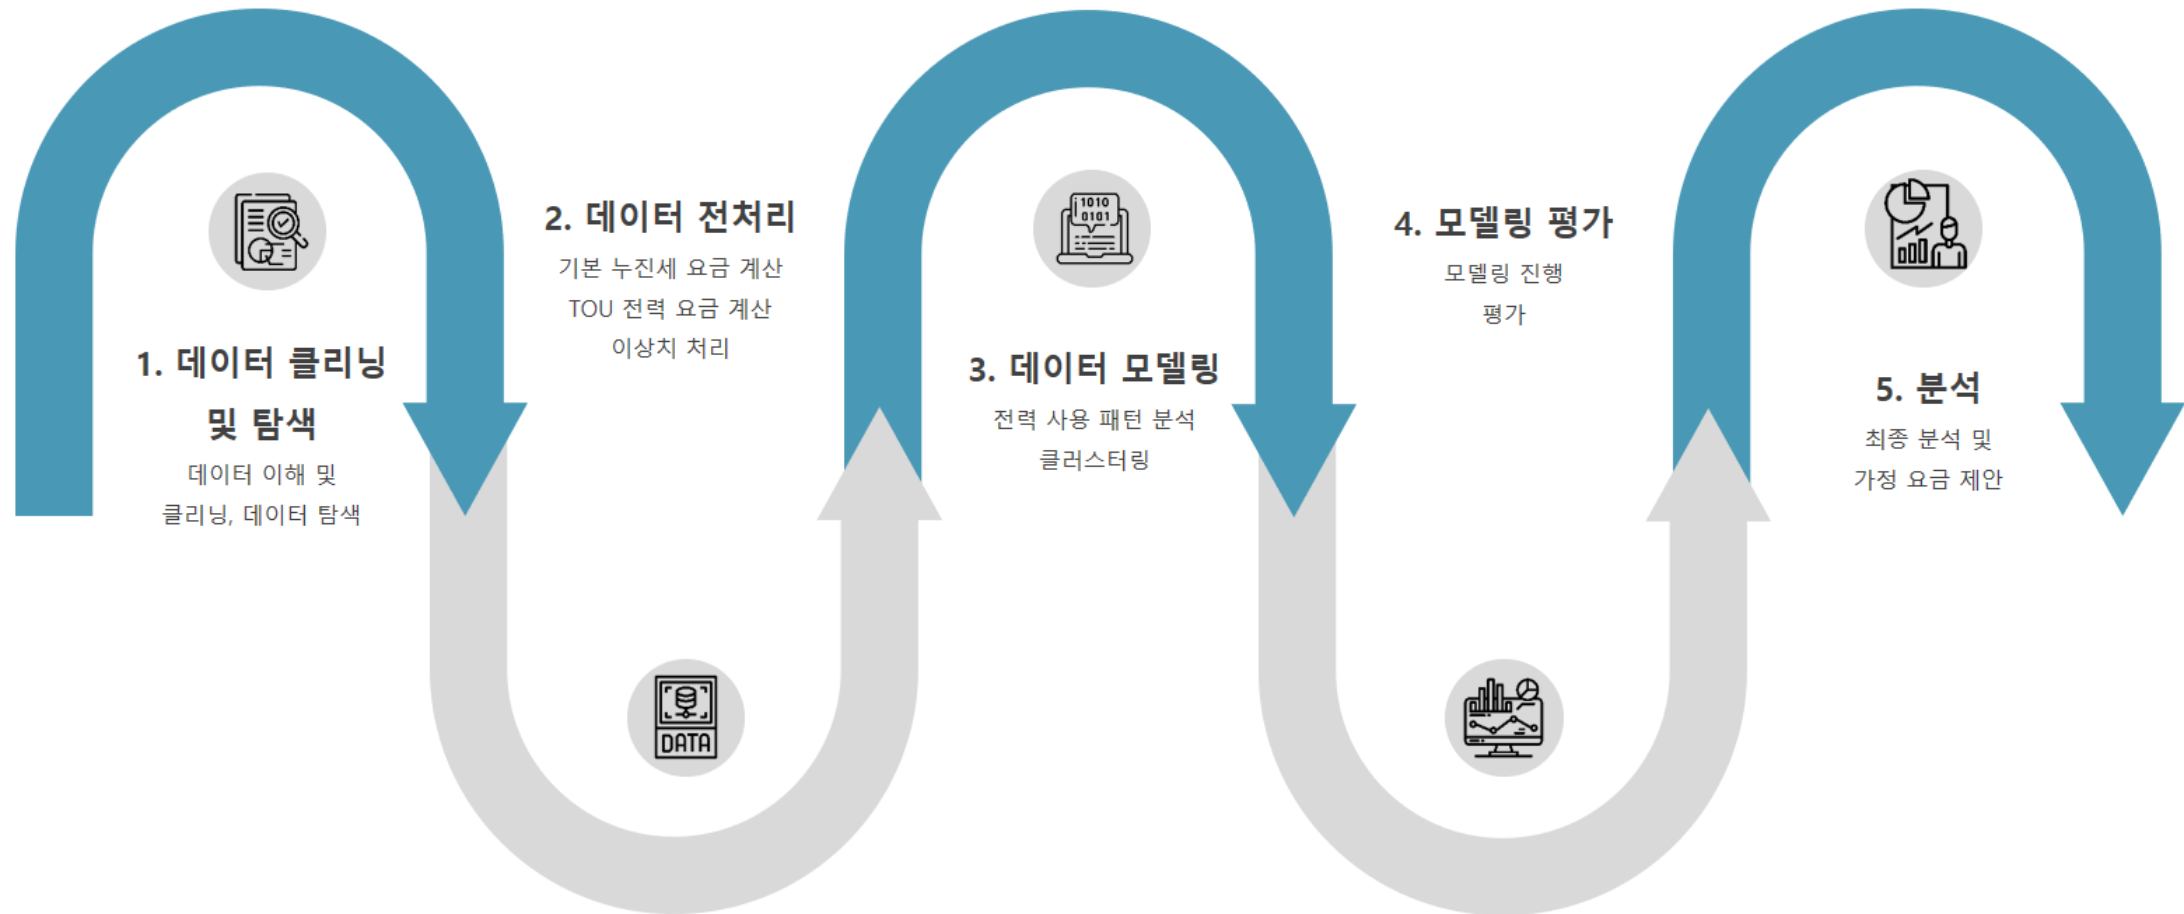 1. 데이터 클리닝
및 탐색
데이터 이해 및
클리닝, 데이터 탐색
2. 데이터 전처리
기본 누진세 요금 계산
TOU 전력 요금 계산
이상치 처리
DATA
1010
0101
3. 데이터 모델링
전력 사용 패턴 분석
클러스터링
4. 모델링 평가
모델링 진행
평가
5. 분석
최종 분석 및
가정 요금 제안